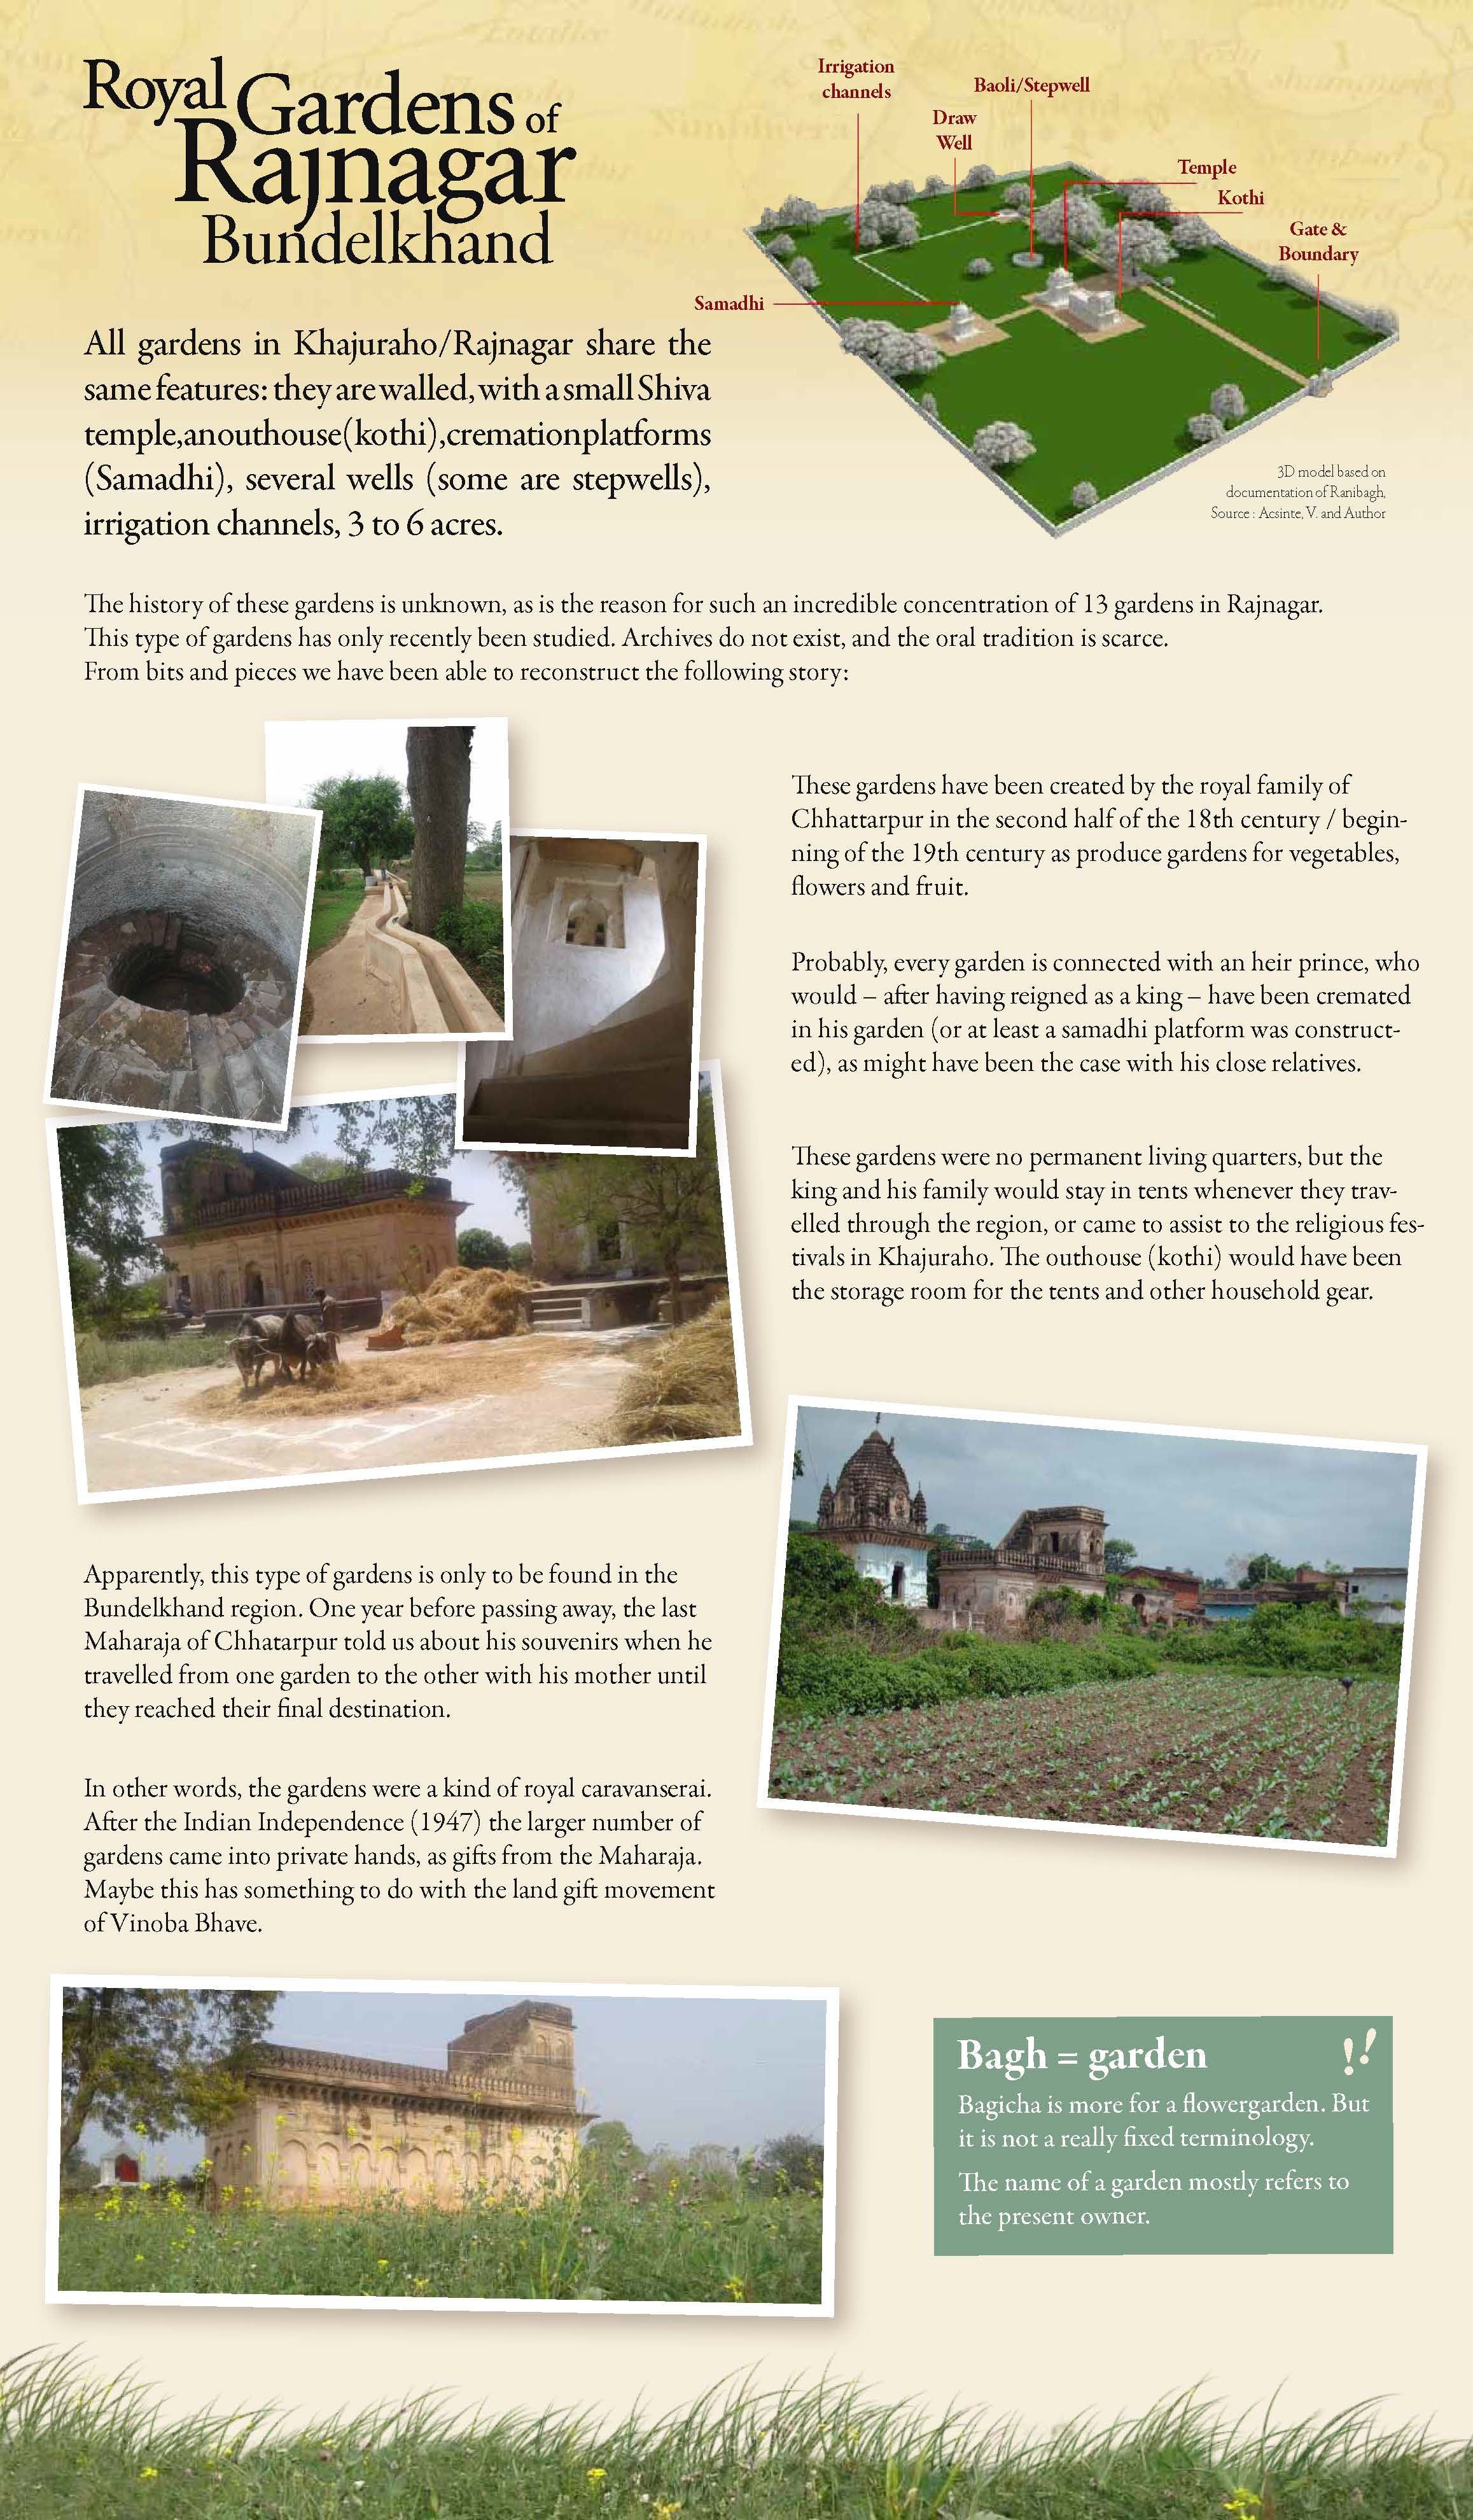 Royal Gardens of
Rajnagar
Bundelkhand
Irrigation
channels
Baoli/Stepwell
Draw
Well
Temple
Kothi
Gate &
Boundary
Samadhi
3D model based on
documentation of Ranibagh,
Source : Acsinte, V. and Author
All gardens in Khajuraho/Rajnagar share the
same features: they are walled, with a small Shiva
temple, an outhouse (kothi), cremation platforms
(Samadhi), several wells (some are stepwells),
irrigation channels, 3 to 6 acres.
The history of these gardens is unknown, as is the reason for such an incredible concentration of 13 gardens in Rajnagar.
This type of gardens has only recently been studied. Archives do not exist, and the oral tradition is scarce.
From bits and pieces we have been able to reconstruct the following story:
These gardens have been created by the royal family of
Chhattarpur in the second half of the 18th century / begin-
ning of the 19th century as produce gardens for vegetables,
flowers and fruit.
Probably, every garden is connected with an heir prince, who
would – after having reigned as a king – have been cremated
in his garden (or at least a samadhi platform was construct-
ed), as might have been the case with his close relatives.
These gardens were no permanent living quarters, but the
king and his family would stay in tents whenever they trav-
elled through the region, or came to assist to the religious fes-
tivals in Khajuraho. The outhouse (kothi) would have been
the storage room for the tents and other household gear.
Apparently, this type of gardens is only to be found in the
Bundelkhand region. One year before passing away, the last
Maharaja of Chhatarpur told us about his souvenirs when he
travelled from one garden to the other with his mother until
they reached their final destination.
In other words, the gardens were a kind of royal caravanserai.
After the Indian Independence (1947) the larger number of
gardens came into private hands, as gifts from the Maharaja.
Maybe this has something to do with the land gift movement
of Vinoba Bhave.
Bagh = garden !!
Bagicha is more for a flowergarden. But
it is not a really fixed terminology.
The name of a garden mostly refers to
the present owner.